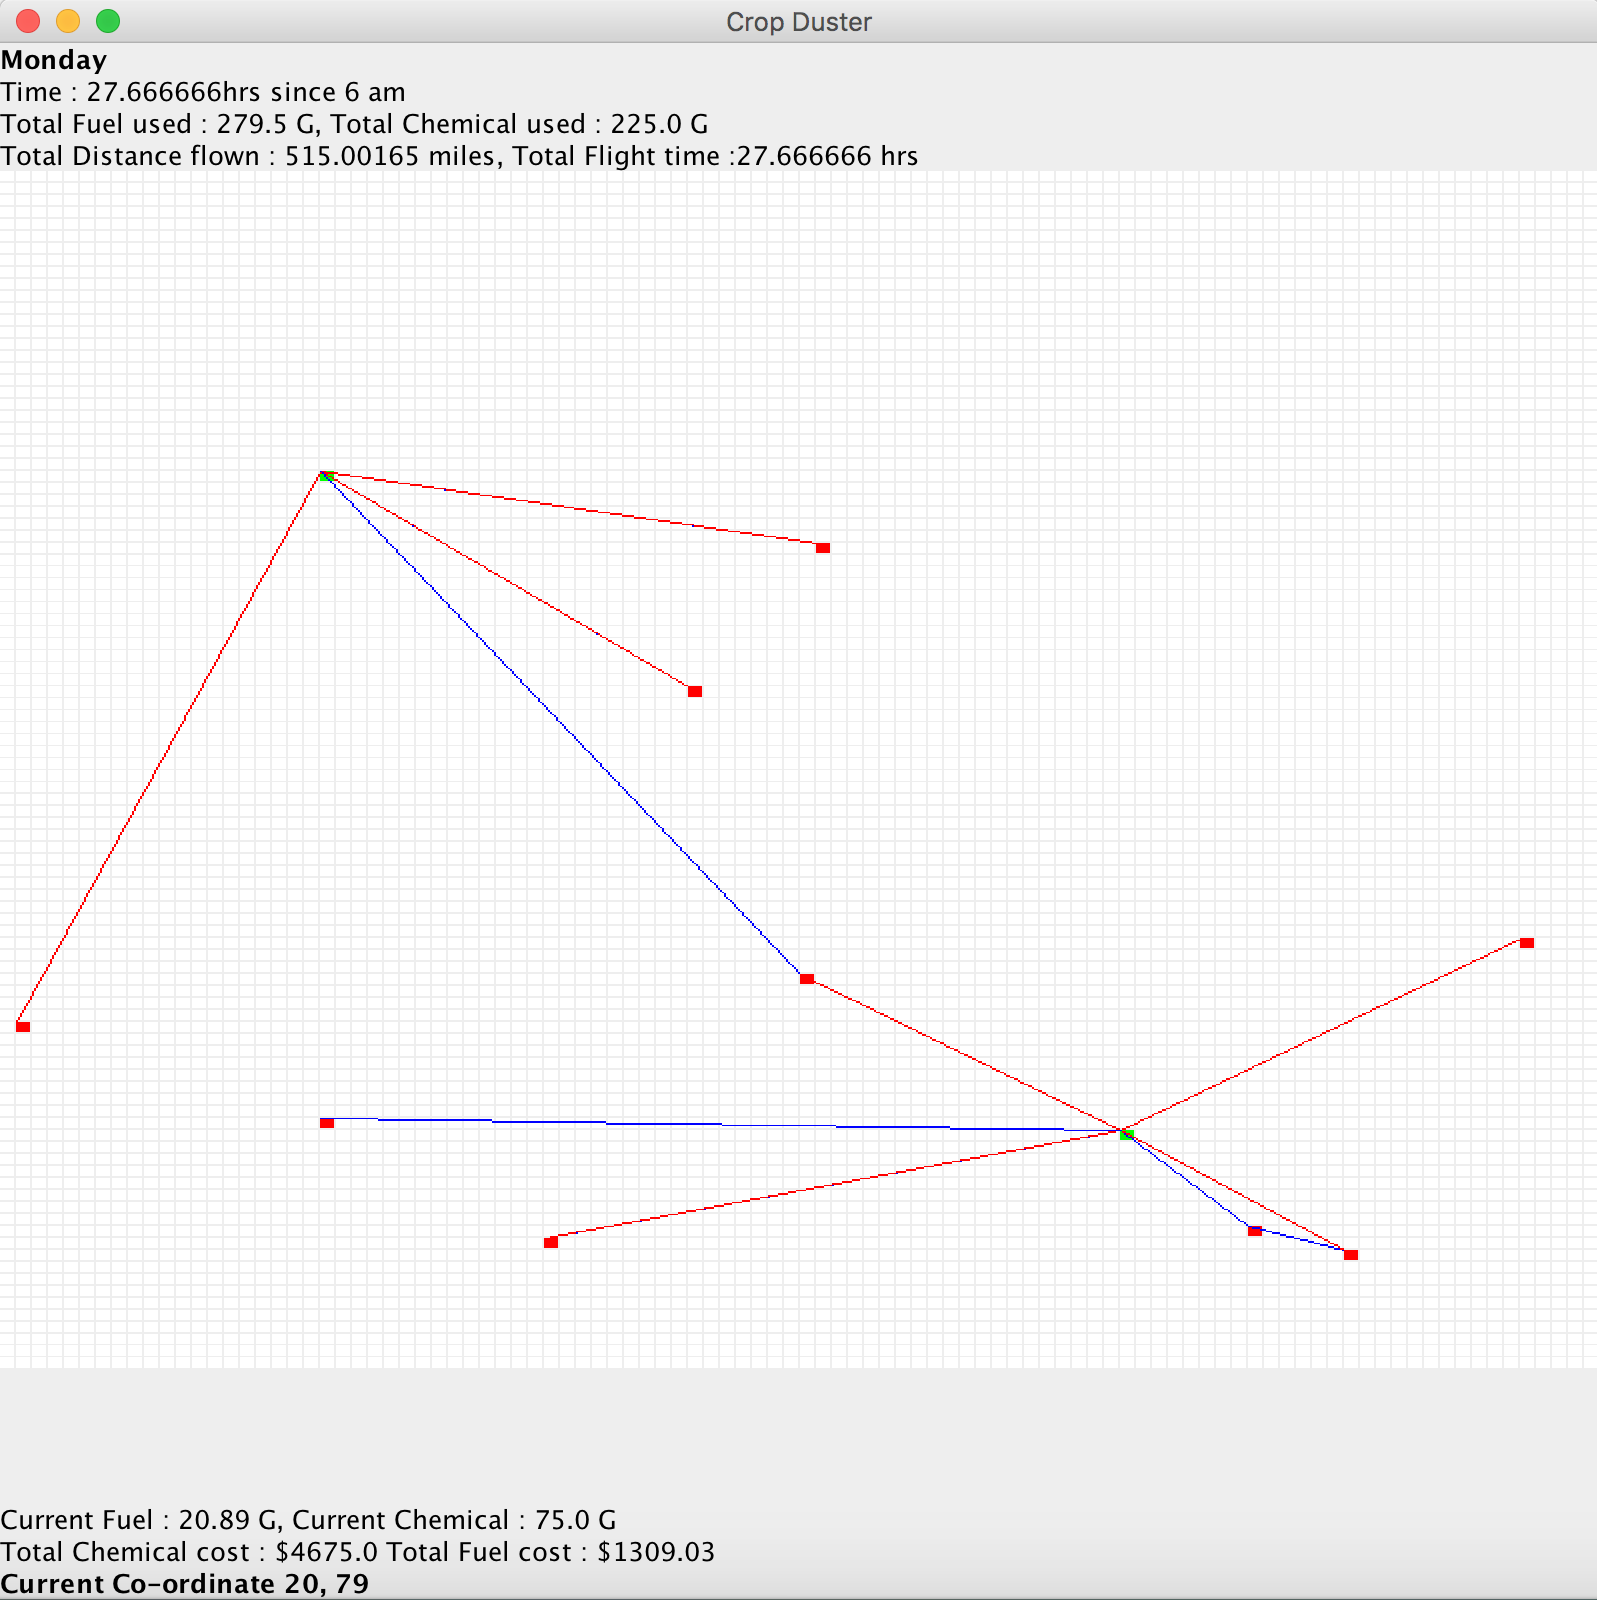 Crop Duster
Monday
Time : 27.666666hrs since 6 am
Total Fuel used : 279.5 G, Total Chemical used : 225.0 G
Total Distance flown : 515.00165 miles, Total Flight time :27.666666 hrs
Current Fuel : 20.89 G, Current Chemical : 75.0 G
Total Chemical cost : $4675.0 Total Fuel cost : $1309.03
Current Co-ordinate 20, 79